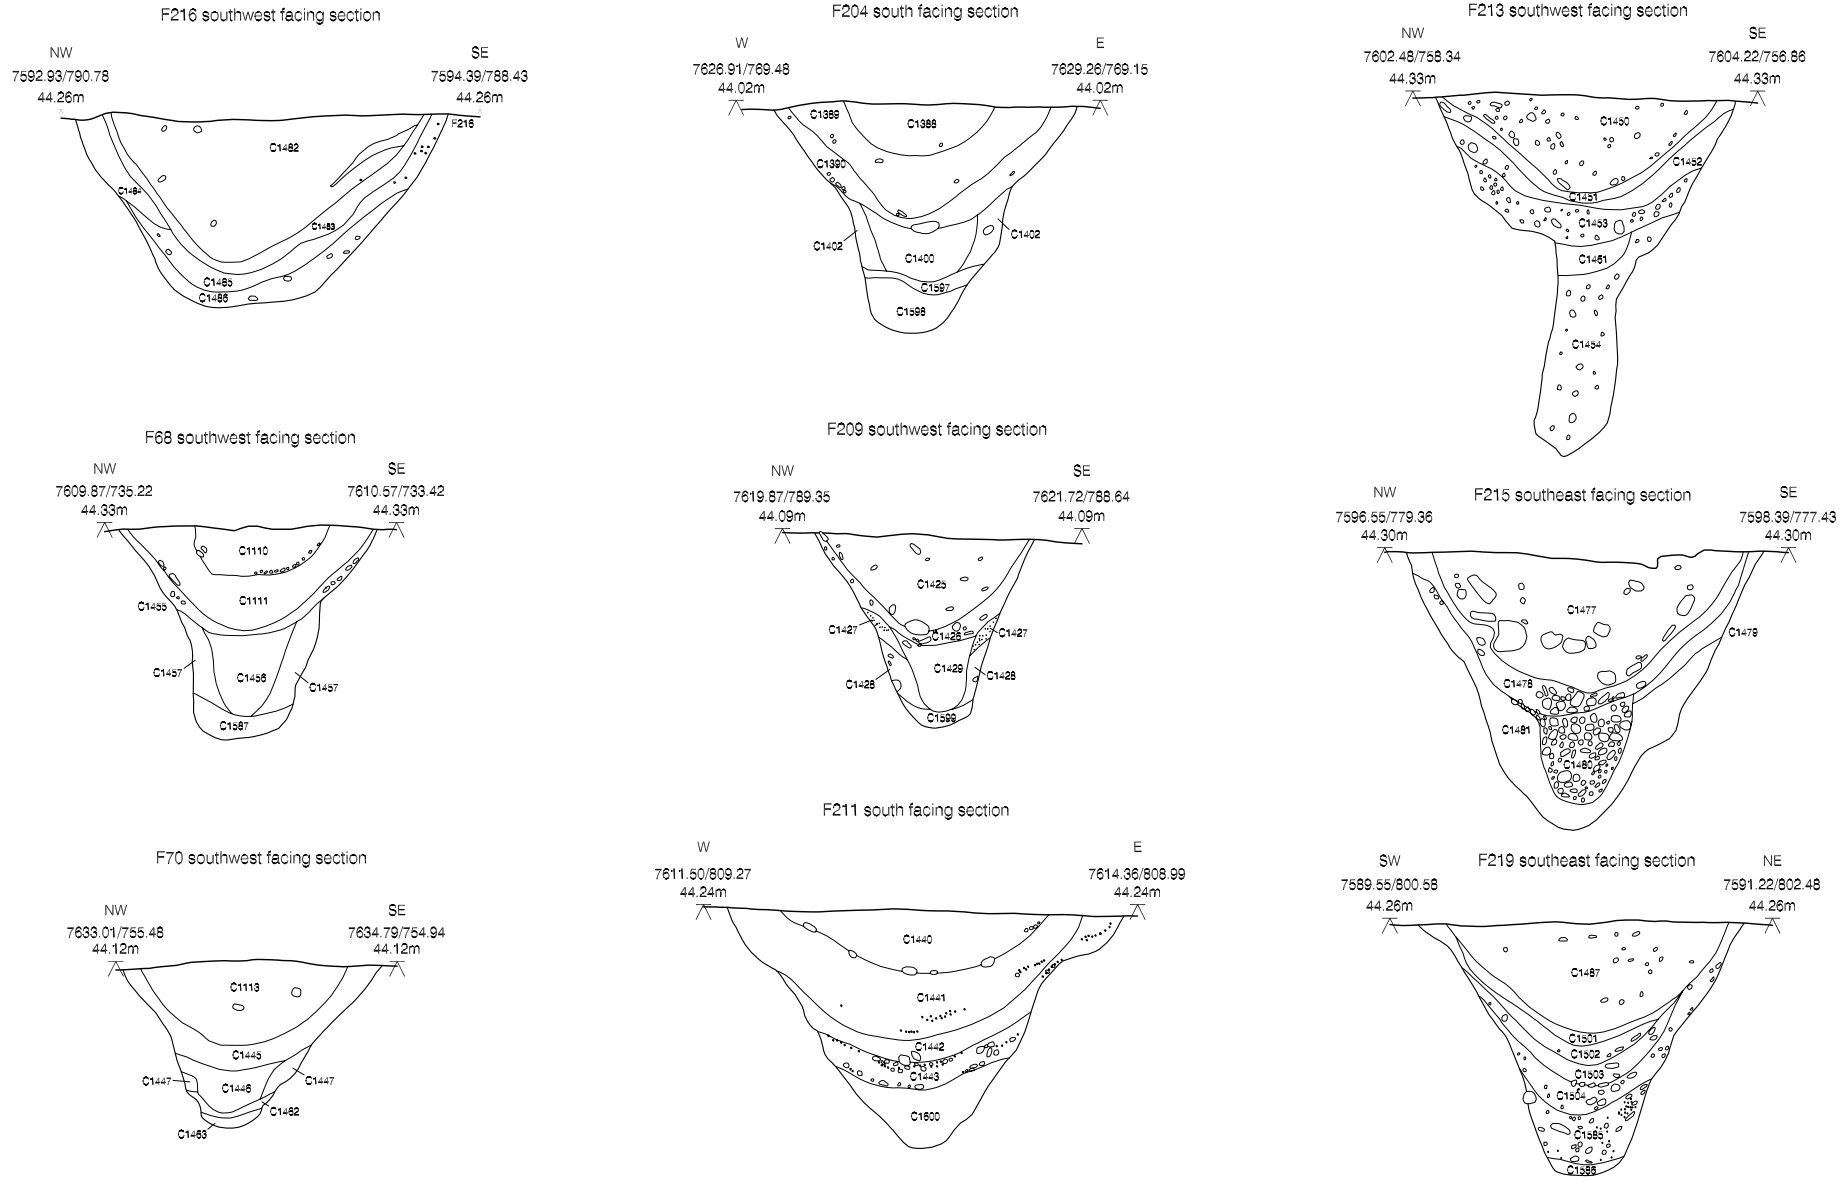 F216 southwest facing section
NW
SE
7592.93/790.78
7594.39/788.43
44.26m
44.26m
F216
C1482
C1484
C1483
C1485
C1486
F204 south facing section
W
E
7626.91/769.48
7629.26/769.15
44.02m
44.02m
C1389
C1388
C1390
C1402
C1402
C1400
C1597
C1598
F213 southwest facing section
NW
SE
7602.48/758.34
7604.22/756.86
44.33m
44.33m
C1450
C1452
C1451
C1453
C1461
C1454
F68 southwest facing section
NW
SE
7609.87/735.22
7610.57/733.42
44.33m
44.33m
C1110
C1111
C1455
C1457
C1456
C1457
C1587
F209 southwest facing section
NW
SE
7619.87/789.35
7621.72/788.64
44.09m
44.09m
C1425
C1427
C1426
C1427
C1429
C1428
C1428
C1599
F215 southeast facing section
NW
SE
7596.55/779.36
7598.39/777.43
44.30m
44.30m
C1477
C1479
C1478
C1481
C1480
F70 southwest facing section
NW
SE
7633.01/755.48
7634.79/754.94
44.12m
44.12m
C1113
C1445
C1447
C1446
C1447
C1462
C1463
F211 south facing section
W
E
7611.50/809.27
7614.36/808.99
44.24m
44.24m
C1440
C1441
C1442
C1443
C1600
F219 southeast facing section
SW
NE
7589.55/800.58
7591.22/802.48
44.26m
44.26m
C1487
C1501
C1502
C1503
C1504
C1585
C1586